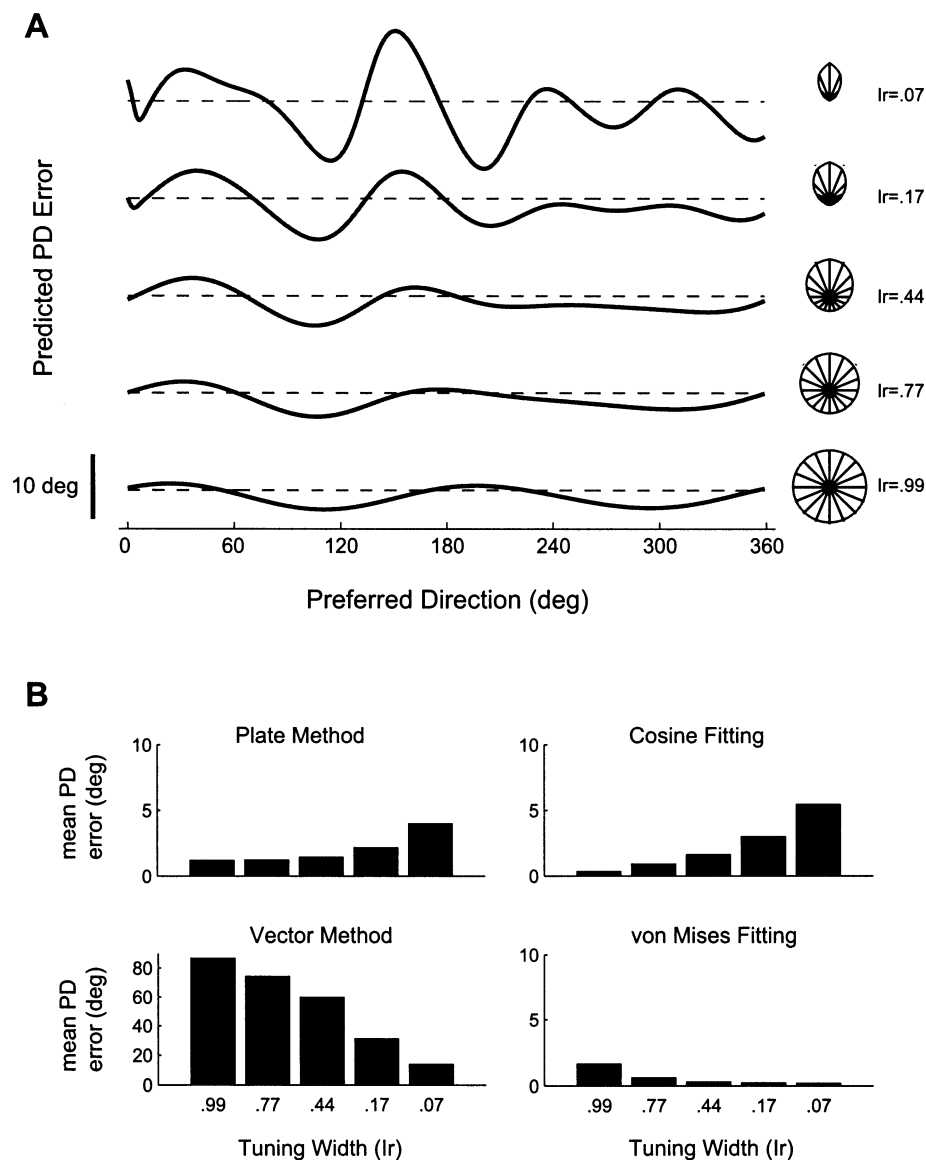 A
Predicted PD Error
Ir=.07
Ir=.17
Ir=.44
Ir=.77
Ir=.99
10 deg
0 60 120 180 240 300 360
Preferred Direction (deg)
B
Plate Method
mean PD
error (deg)
10
5
0
Cosine Fitting
10
5
0
Vector Method
mean PD
error (deg)
80
60
40
20
0
.99 .77 .44 .17 .07
Tuning Width (Ir)
von Mises Fitting
10
5
0
.99 .77 .44 .17 .07
Tuning Width (Ir)